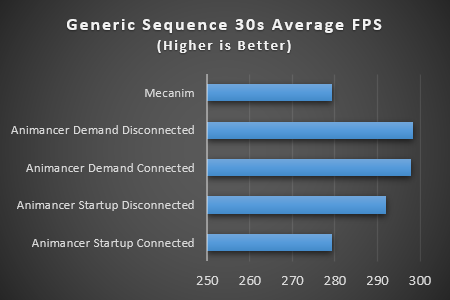 Generic Sequence 30s Average FPS
(Higher is Better)
Mecanim
Animancer Demand Disconnected
Animancer Demand Connected
Animancer Startup Disconnected
Animancer Startup Connected
250 260 270 280 290 300